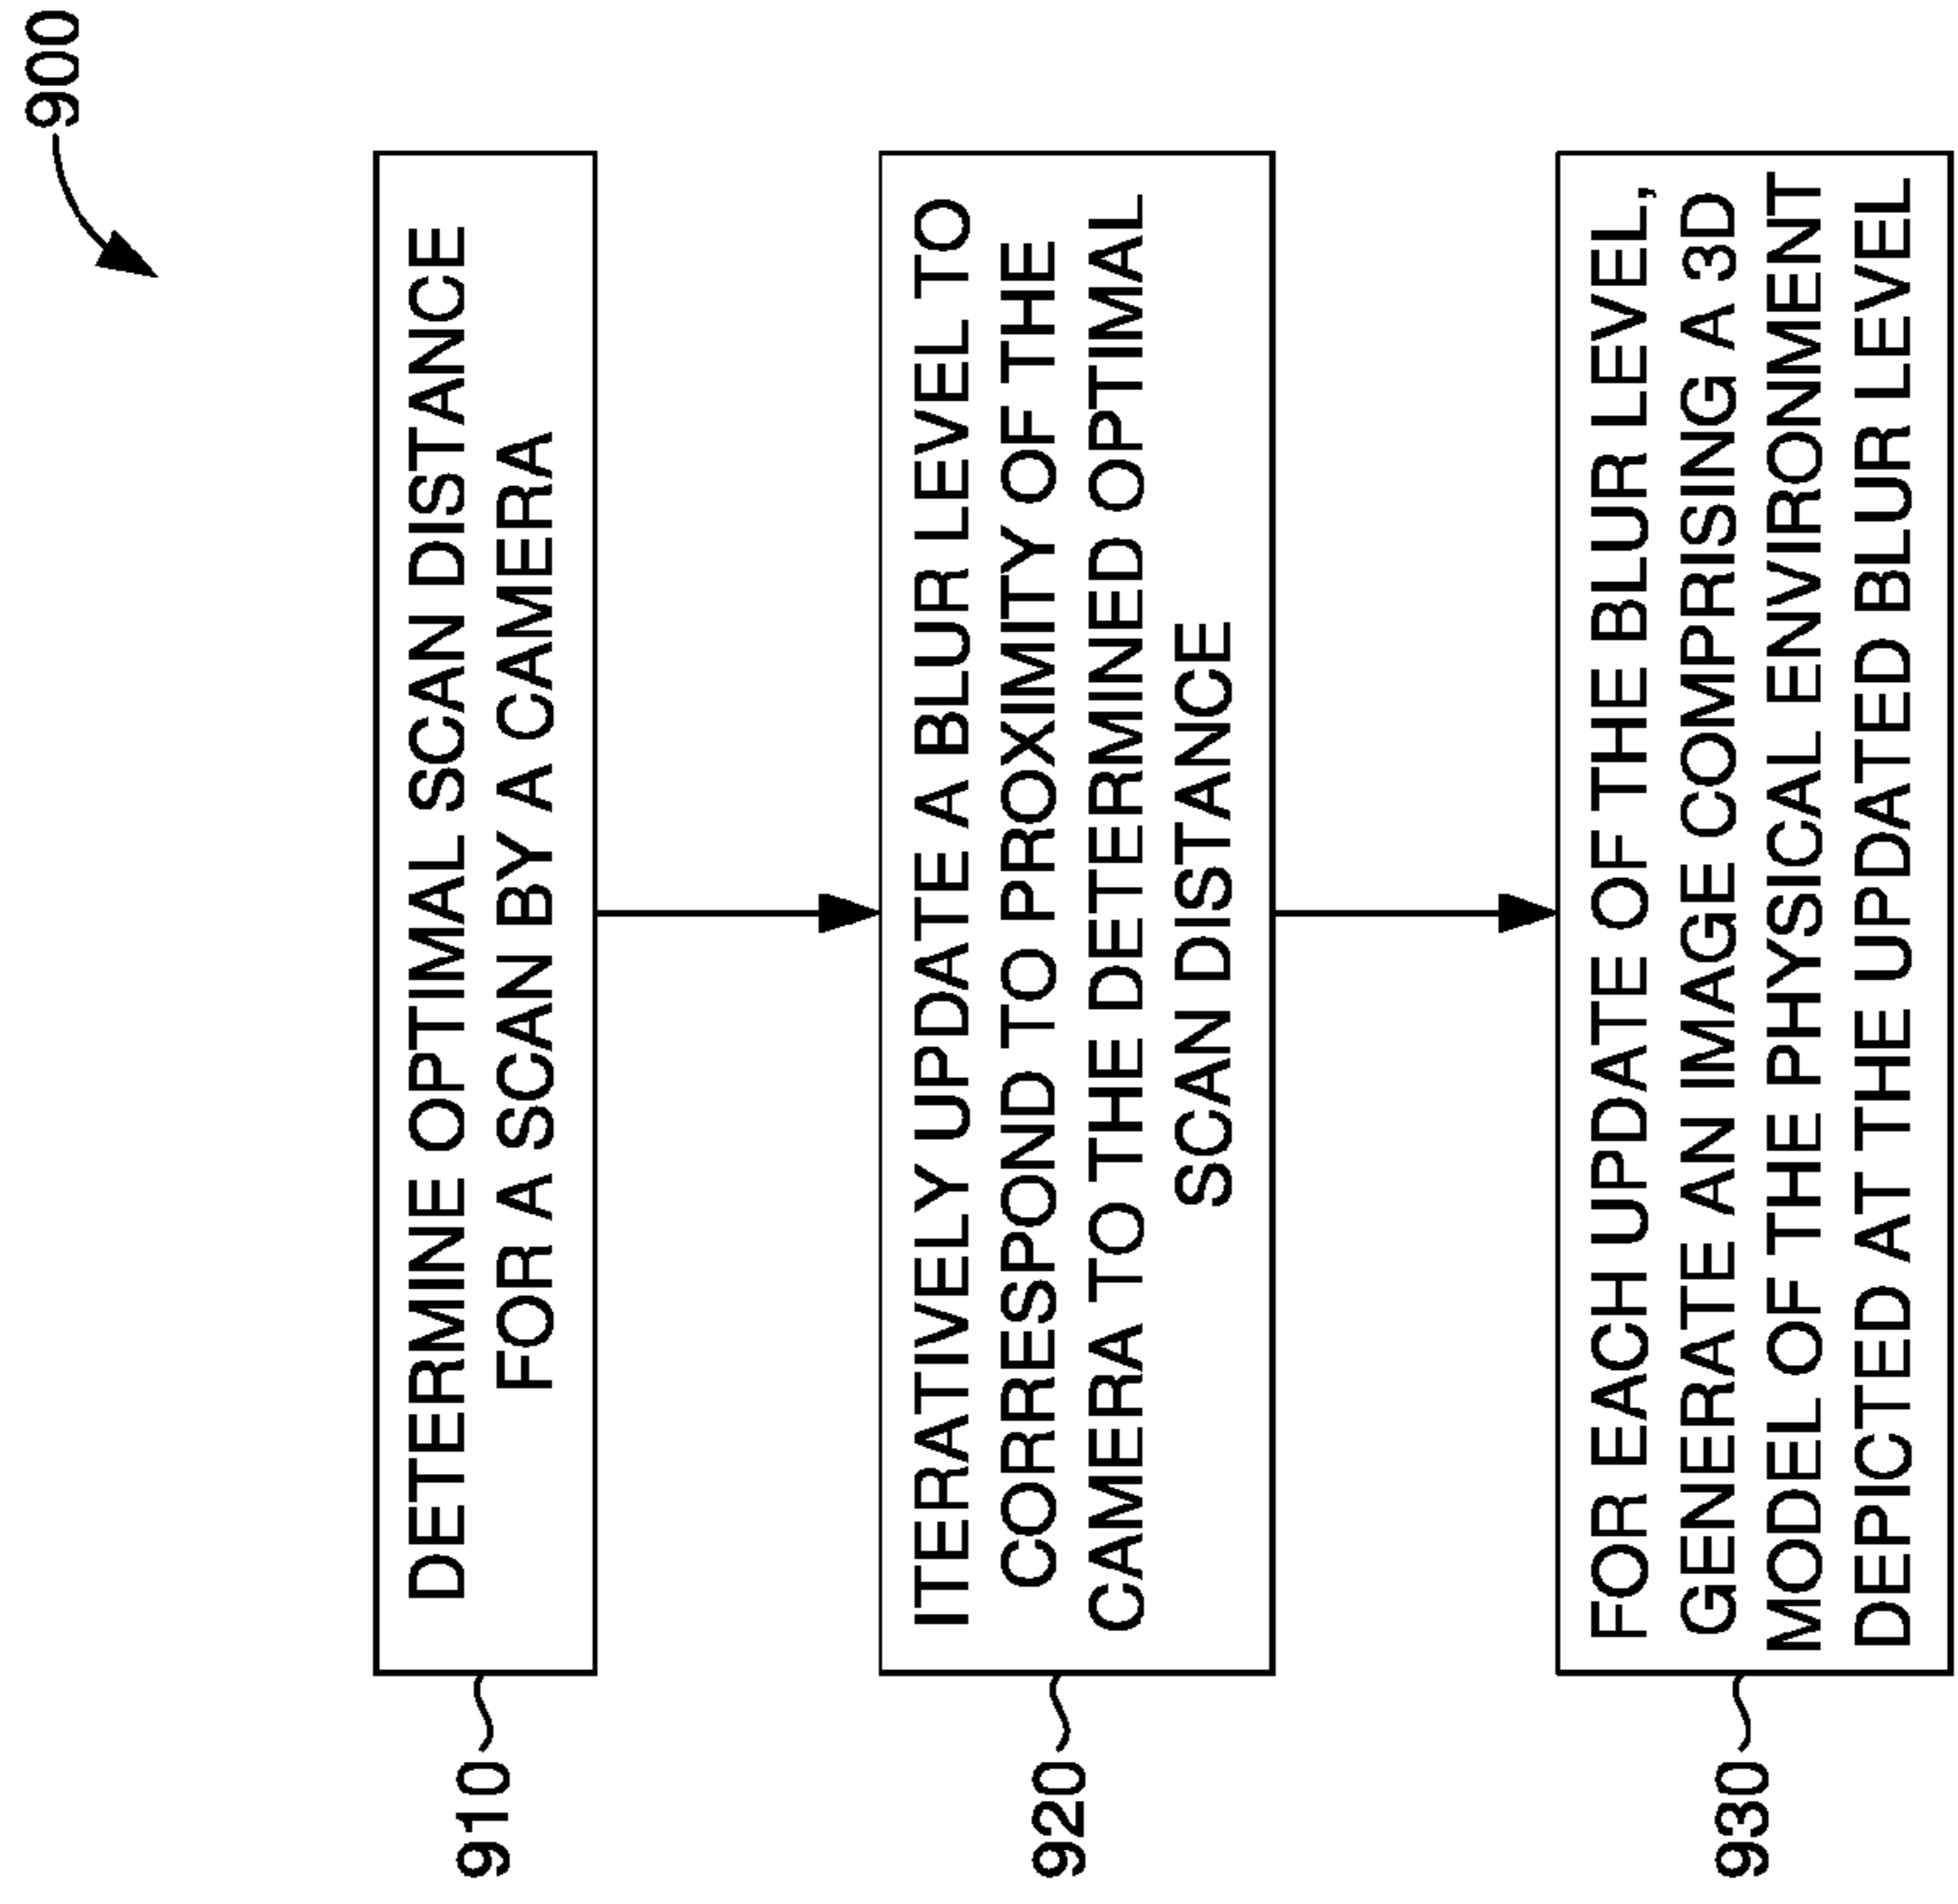 900
910
DETERMINE OPTIMAL SCAN DISTANCE
FOR A SCAN BY A CAMERA
920
ITERATIVELY UPDATE A BLUR LEVEL TO
CORRESPOND TO PROXIMITY OF THE
CAMERA TO THE DETERMINED OPTIMAL
SCAN DISTANCE
930
FOR EACH UPDATE OF THE BLUR LEVEL,
GENERATE AN IMAGE COMPRISING A 3D
MODEL OF THE PHYSICAL ENVIRONMENT
DEPICTED AT THE UPDATED BLUR LEVEL